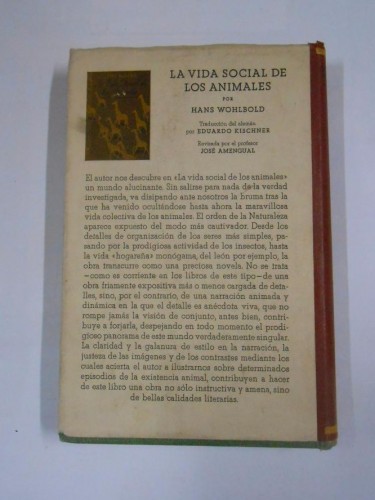 LA VIDA SOCIAL DE
LOS ANIMALES
POR
HANS WOHLBOLD
Traducción del alemán
por EDUARDO KISCHNER
Revisada por el profesor
JOSÉ AMENGUAL
El autor nos descubre en «La vida social de los animales»
un mundo alucinante. Sin salirse para nada de la verdad
investigada, va disipando ante nosotros la bruma tras la
que ha venido ocultándose hasta ahora la maravillosa
vida colectiva de los animales. El orden de la Naturaleza
aparece expuesto del modo más cautivador. Desde los
detalles de organización de los seres más simples, pa-
sando por la prodigiosa actividad de los insectos, hasta
la vida «hogareña» monógama, del león por ejemplo, la
obra transcurre como una preciosa novela. No se trata
—como es corriente en los libros de este tipo—de una
obra friamente expositiva más o menos cargada de deta-
lles, sino, por el contrario, de una narración animada y
dinámica en la que el detalle es anécdota viva, que no
rompe jamás la visión de conjunto, antes bien, contri-
buye a forjarla, despejando en todo momento el prodi-
gioso panorama de este mundo verdaderamente singular.
La claridad y la galanura de estilo en la narración, la
justeza de las imágenes y de los contrastes mediante los
cuales acierta el autor a ilustrarnos sobre determinados
episodios de la existencia animal, contribuyen a hacer
de este libro una obra no sólo instructiva y amena, sino
de bellas calidades literarias.